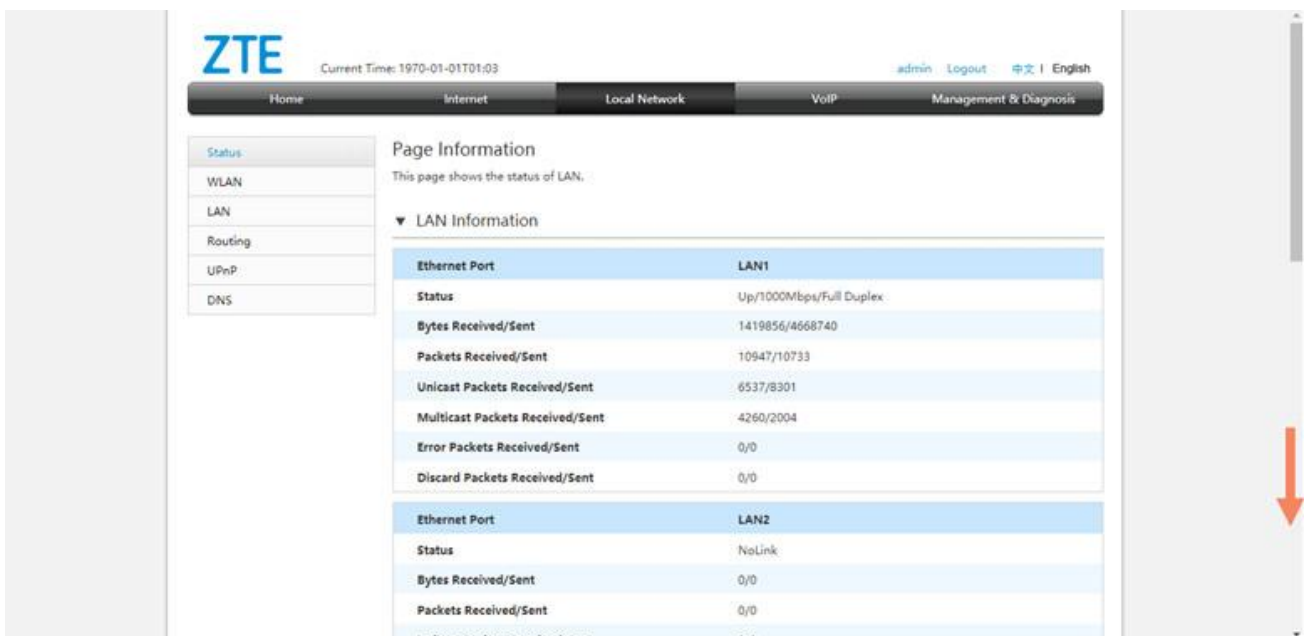 ZTE
Current Time: 1970-01-01T01:03 admin Logout 中文 | English
Home Internet Local Network VoIP Management & Diagnosis
Status
WLAN
LAN
Routing
UPnP
DNS
Page Information
This page shows the status of LAN.
▼ LAN Information
Ethernet Port LAN1
Status Up/1000Mbps/Full Duplex
Bytes Received/Sent 1419856/4668740
Packets Received/Sent 10947/10733
Unicast Packets Received/Sent 6537/8301
Multicast Packets Received/Sent 4260/2004
Error Packets Received/Sent 0/0
Discard Packets Received/Sent 0/0
Ethernet Port LAN2
Status NoLink
Bytes Received/Sent 0/0
Packets Received/Sent 0/0